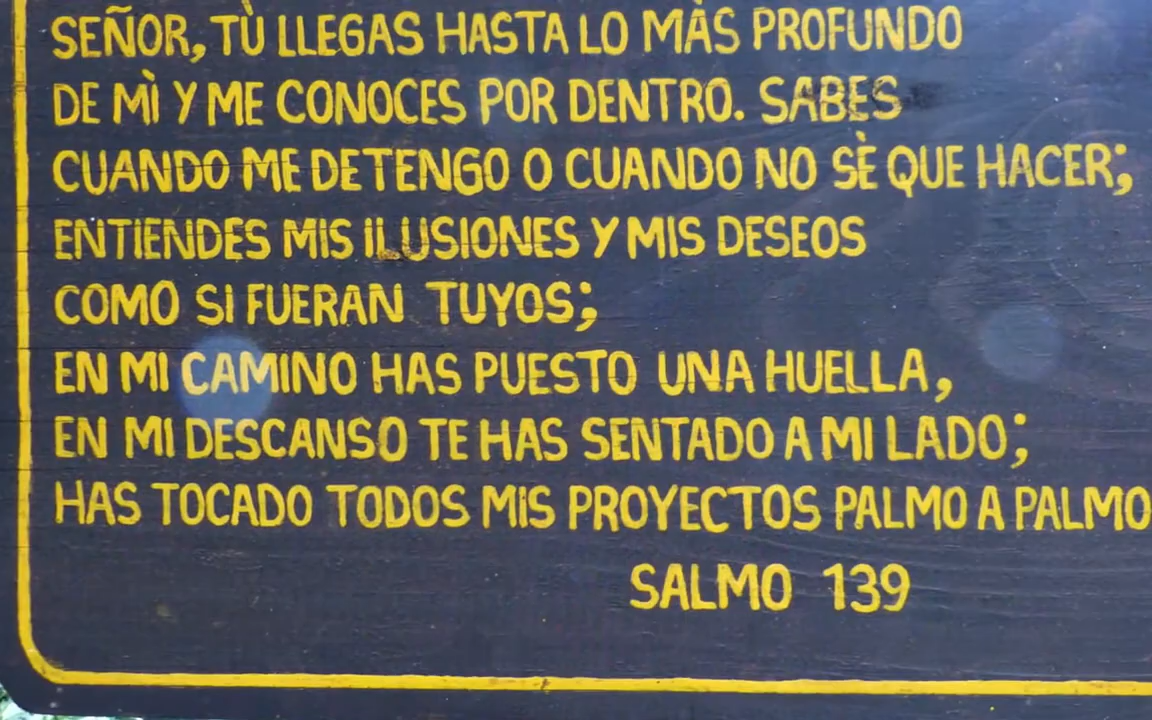 SEÑOR, TÙ LLEGAS HASTA LO MÀS PROFUNDO
DE MÌ Y ME CONOCES POR DENTRO. SABES
CUANDO ME DETENGO O CUANDO NO SÈ QUE HACER;
ENTIENDES MIS ILUSIONES Y MIS DESEOS
COMO SI FUERAN TUYOS;
EN MI CAMINO HAS PUESTO UNA HUELLA,
EN MI DESCANSO TE HAS SENTADO A MI LADO;
HAS TOCADO TODOS MIS PROYECTOS PALMO A PALMO
SALMO 139